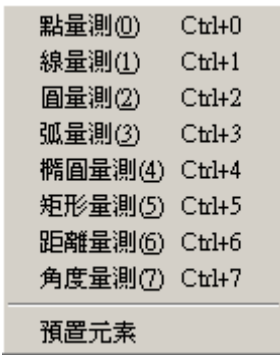 點量測(0) Ctrl+0
線量測(1) Ctrl+1
圓量測(2) Ctrl+2
弧量測(3) Ctrl+3
橢圓量測(4) Ctrl+4
矩形量測(5) Ctrl+5
距離量測(6) Ctrl+6
角度量測(7) Ctrl+7
預置元素